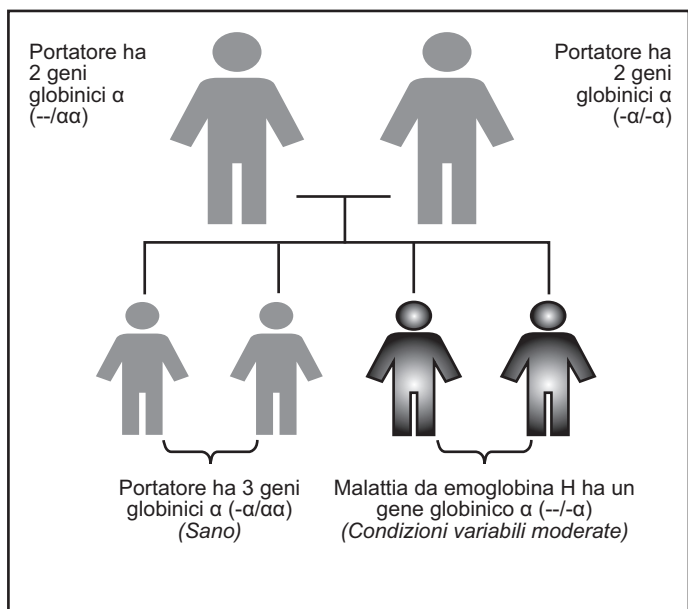 Portatore ha
2 geni
globinici α
(--/αα)
Portatore ha
2 geni
globinici α
(-α/-α)
Portatore ha 3 geni
globinici α (-α/αα)
(Sano)
Malattia da emoglobina H ha un
gene globinico α (--/-α)
(Condizioni variabili moderate)